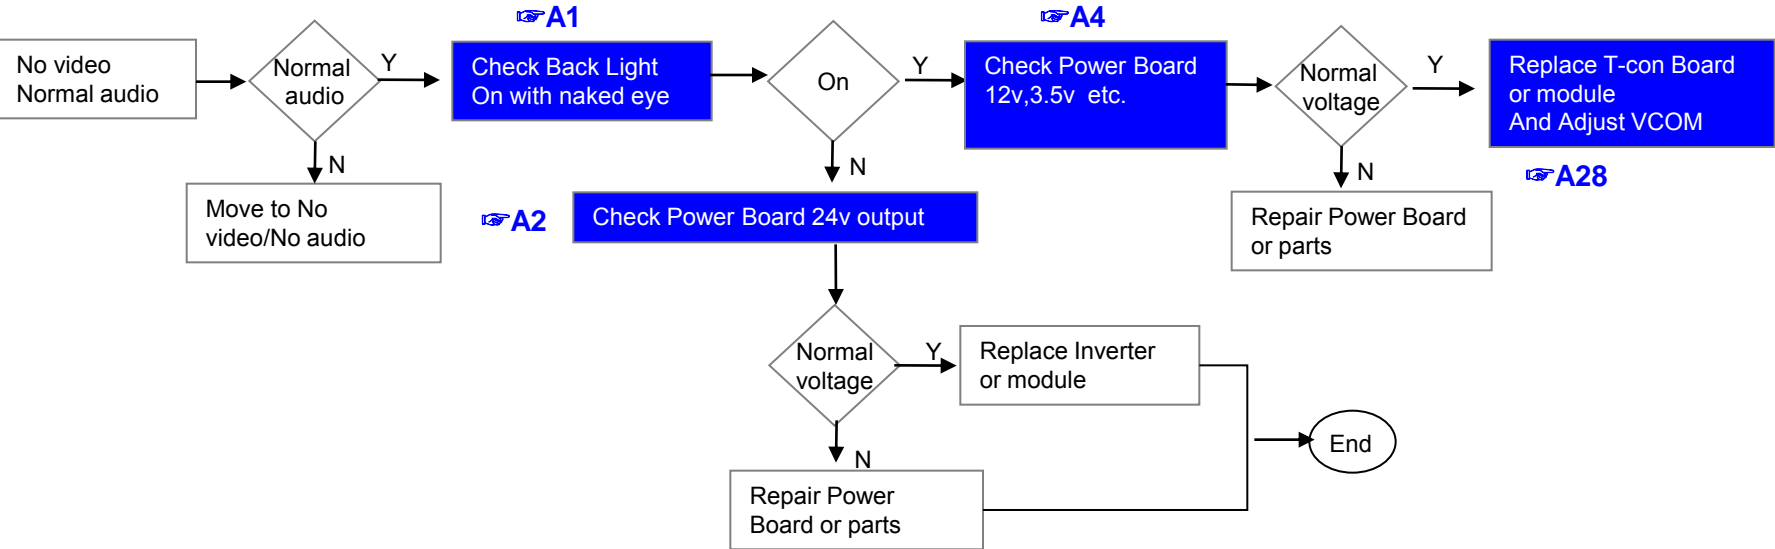 ☞A1
☞A4
No video
Normal audio
Normal
audio
Y
Check Back Light
On with naked eye
On
Y
Check Power Board
12v,3.5v etc.
Normal
voltage
Y
Replace T-con Board
or module
And Adjust VCOM
N
N
N
☞A28
Move to No
video/No audio
☞A2
Check Power Board 24v output
Repair Power Board
or parts
Normal
voltage
Y
Replace Inverter
or module
End
N
Repair Power
Board or parts